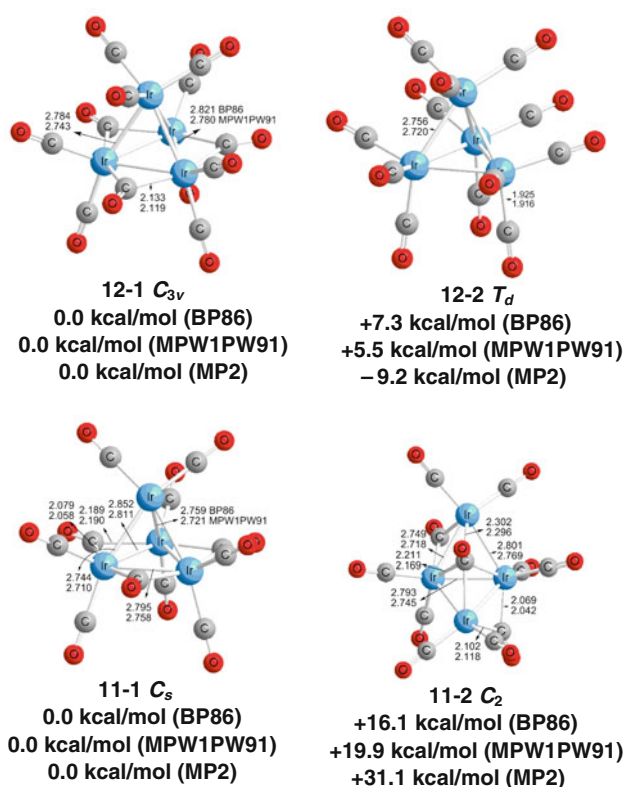 2.784
2.743
2.821 BP86
2.780 MPW1PW91
2.133
2.119
12-1 C3v
0.0 kcal/mol (BP86)
0.0 kcal/mol (MPW1PW91)
0.0 kcal/mol (MP2)
2.756
2.720
1.925
1.916
12-2 Td
+7.3 kcal/mol (BP86)
+5.5 kcal/mol (MPW1PW91)
–9.2 kcal/mol (MP2)
2.079
2.058
2.189
2.190
2.852
2.811
2.759 BP86
2.721 MPW1PW91
2.744
2.710
2.795
2.758
11-1 Cs
0.0 kcal/mol (BP86)
0.0 kcal/mol (MPW1PW91)
0.0 kcal/mol (MP2)
2.749
2.718
2.211
2.169
2.302
2.296
2.801
2.769
2.793
2.745
2.069
2.042
2.102
2.118
11-2 C2
+16.1 kcal/mol (BP86)
+19.9 kcal/mol (MPW1PW91)
+31.1 kcal/mol (MP2)